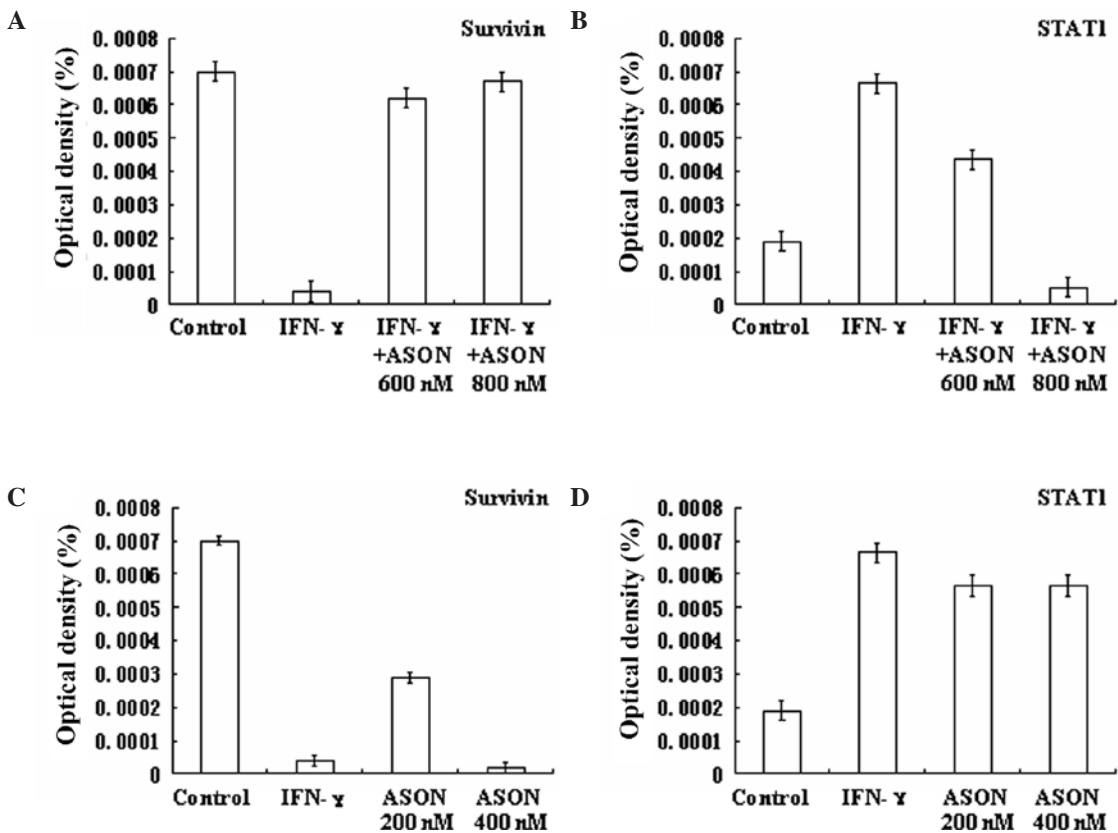 A
Survivin
Optical density (%)
0.0008
0.0007
0.0006
0.0005
0.0004
0.0003
0.0002
0.0001
0
Control IFN-ɤ IFN-ɤ IFN-ɤ
+ASON +ASON
600 nM 800 nM
B
STAT1
Optical density (%)
0.0008
0.0007
0.0006
0.0005
0.0004
0.0003
0.0002
0.0001
0
Control IFN-ɤ IFN-ɤ IFN-ɤ
+ASON +ASON
600 nM 800 nM
C
Survivin
Optical density (%)
0.0008
0.0007
0.0006
0.0005
0.0004
0.0003
0.0002
0.0001
0
Control IFN-ɤ ASON ASON
200 nM 400 nM
D
STAT1
Optical density (%)
0.0008
0.0007
0.0006
0.0005
0.0004
0.0003
0.0002
0.0001
0
Control IFN-ɤ ASON ASON
200 nM 400 nM